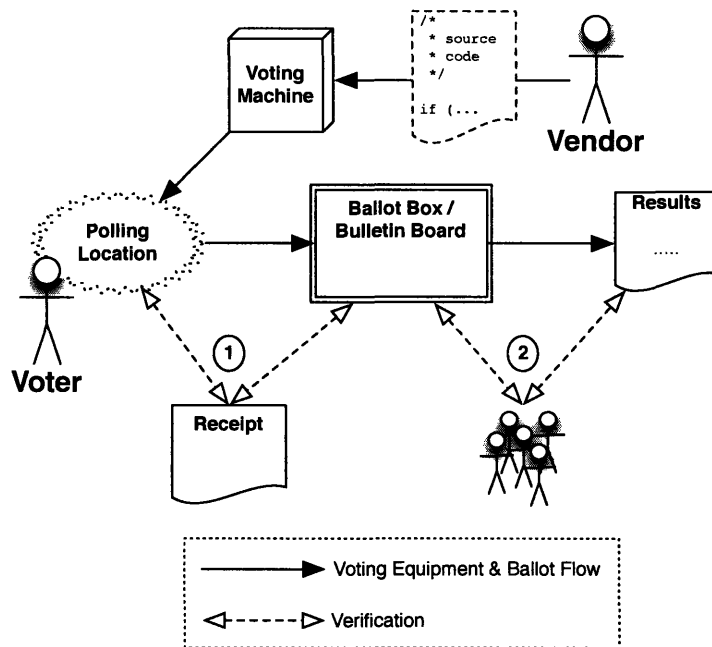 /*
* source
* code
*/
if (...
Voting
Machine
Vendor
Polling
Location
Ballot Box /
Bulletin Board
Results
.....
Voter
1
2
Receipt
Voting Equipment & Ballot Flow
Verification